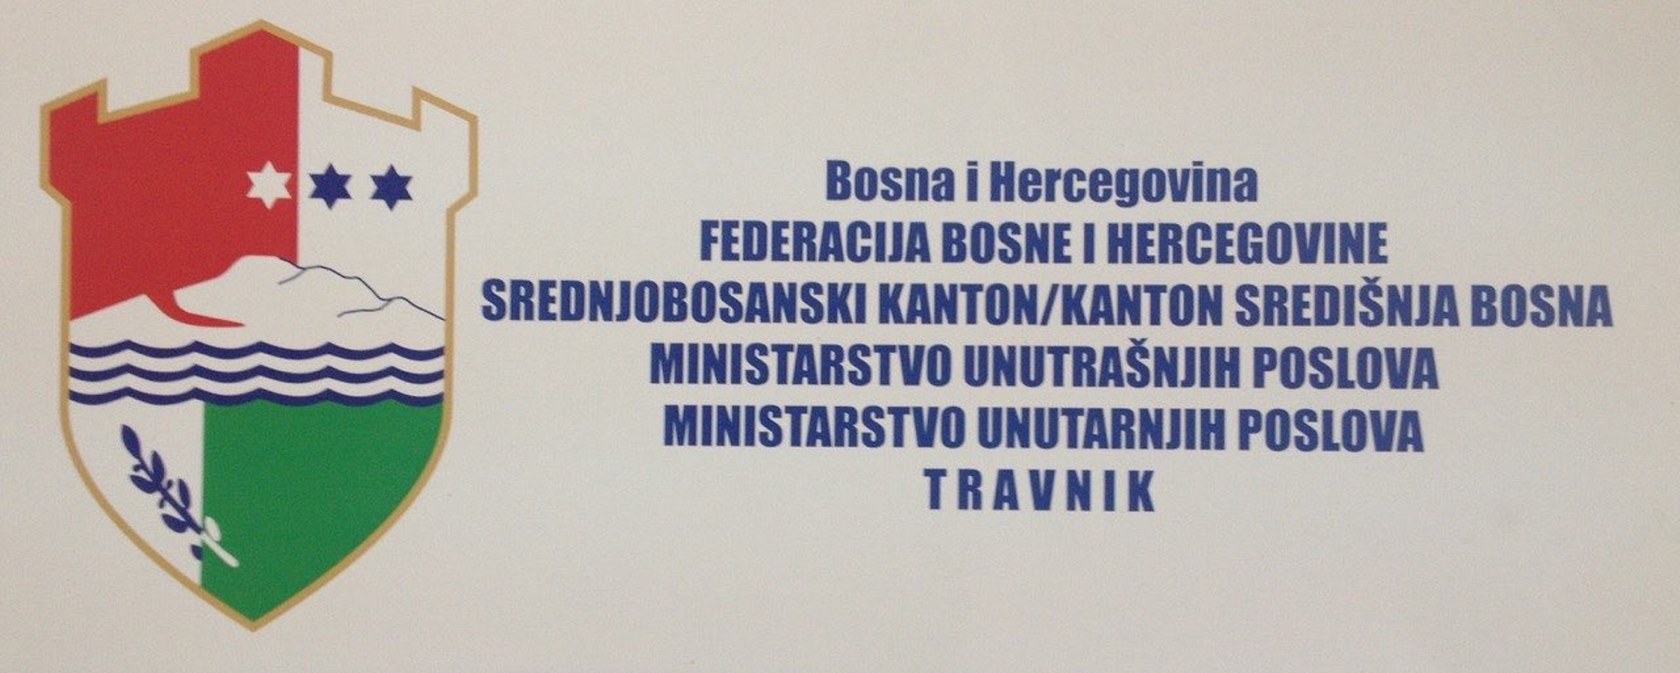 Bosna i Hercegovina
FEDERACIJA BOSNE I HERCEGOVINE
SREDNJOBOSANSKI KANTON/KANTON SREDIŠNJA BOSNA
MINISTARSTVO UNUTRAŠNJIH POSLOVA
MINISTARSTVO UNUTARNJIH POSLOVA
TRAVNIK